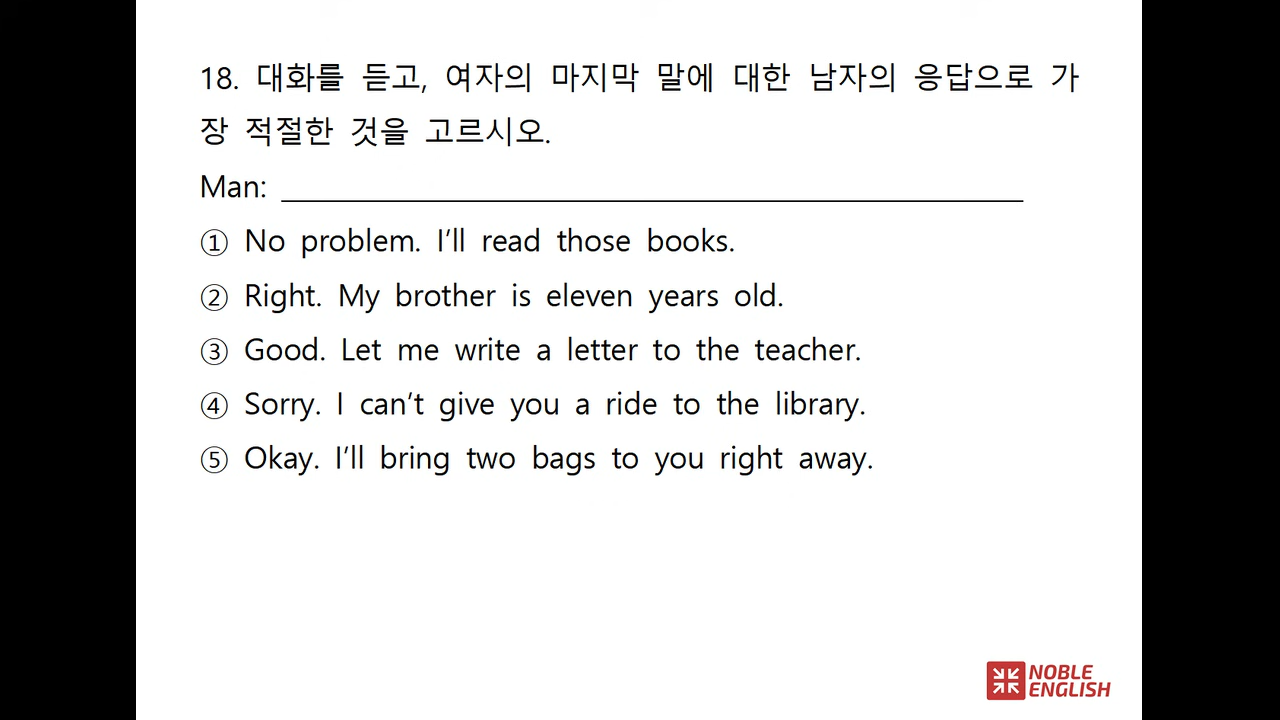 18. 대화를 듣고, 여자의 마지막 말에 대한 남자의 응답으로 가
장 적절한 것을 고르시오.
Man: ____________________
① No problem. I’ll read those books.
② Right. My brother is eleven years old.
③ Good. Let me write a letter to the teacher.
④ Sorry. I can’t give you a ride to the library.
⑤ Okay. I’ll bring two bags to you right away.
NOBLE
ENGLISH